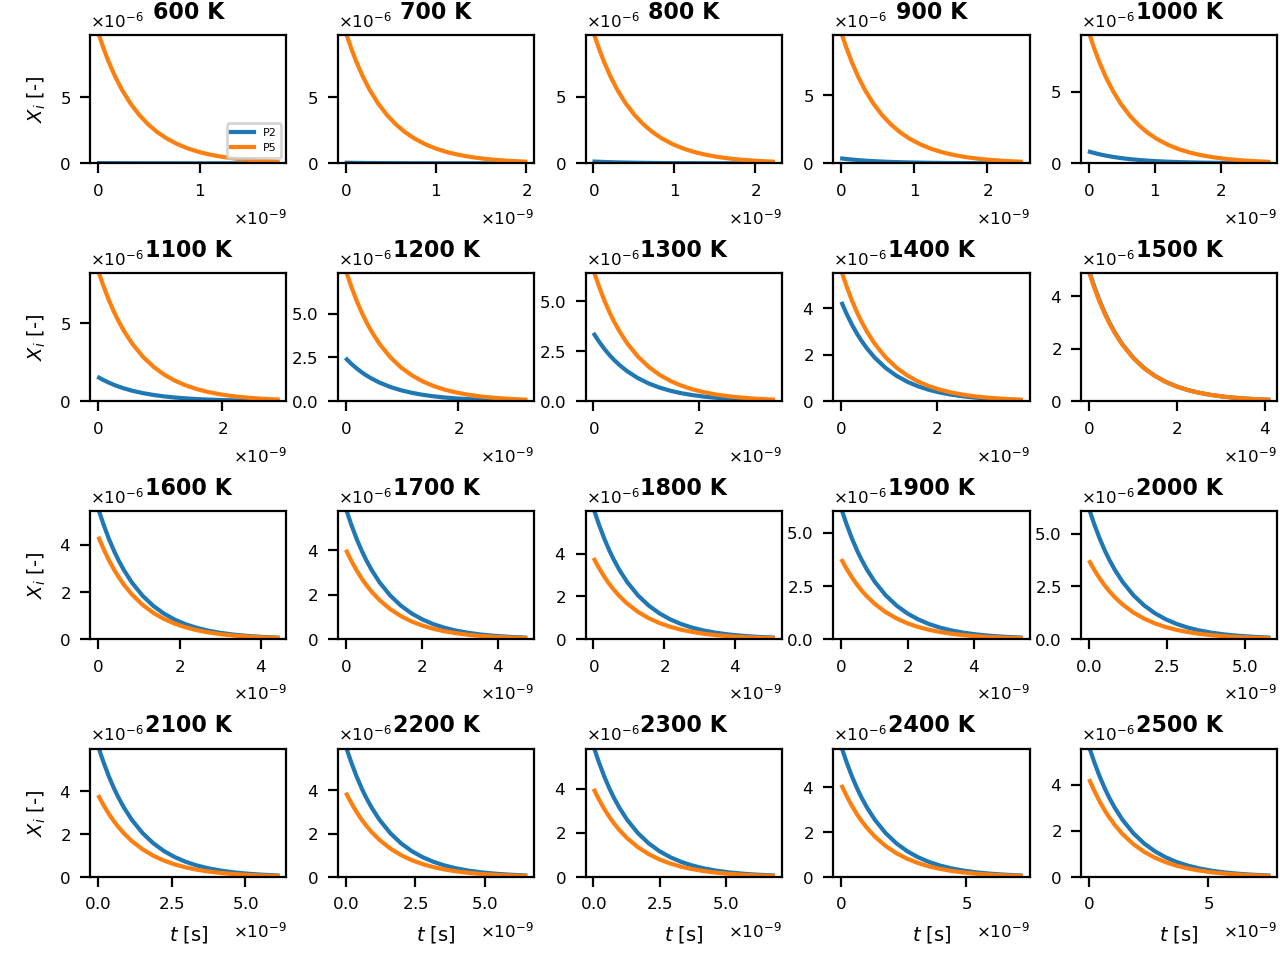 ×10⁻⁶ 600 K ×10⁻⁶ 700 K ×10⁻⁶ 800 K ×10⁻⁶ 900 K ×10⁻⁶ 1000 K
X_i [-] 5 0 5 0 5 0 5 0 5 0
P2
P5
0 1 0 1 2 0 1 2 0 1 2 0 1 2
×10⁻⁹ ×10⁻⁹ ×10⁻⁹ ×10⁻⁹ ×10⁻⁹
×10⁻⁶ 1100 K ×10⁻⁶ 1200 K ×10⁻⁶ 1300 K ×10⁻⁶ 1400 K ×10⁻⁶ 1500 K
X_i [-] 5 0 5.0 2.5 0.0 5.0 2.5 0.0 4 2 0 4 2 0
0 2 0 2 0 2 0 2 0 2 4
×10⁻⁹ ×10⁻⁹ ×10⁻⁹ ×10⁻⁹ ×10⁻⁹
×10⁻⁶ 1600 K ×10⁻⁶ 1700 K ×10⁻⁶ 1800 K ×10⁻⁶ 1900 K ×10⁻⁶ 2000 K
X_i [-] 4 2 0 4 2 0 4 2 0 5.0 2.5 0.0 5.0 2.5 0.0
0 2 4 0 2 4 0 2 4 0 2 4 0.0 2.5 5.0
×10⁻⁹ ×10⁻⁹ ×10⁻⁹ ×10⁻⁹ ×10⁻⁹
×10⁻⁶ 2100 K ×10⁻⁶ 2200 K ×10⁻⁶ 2300 K ×10⁻⁶ 2400 K ×10⁻⁶ 2500 K
X_i [-] 4 2 0 4 2 0 4 2 0 4 2 0 4 2 0
0.0 2.5 5.0 0.0 2.5 5.0 0.0 2.5 5.0 0 5 0 5
t [s] ×10⁻⁹ t [s] ×10⁻⁹ t [s] ×10⁻⁹ t [s] ×10⁻⁹ t [s] ×10⁻⁹